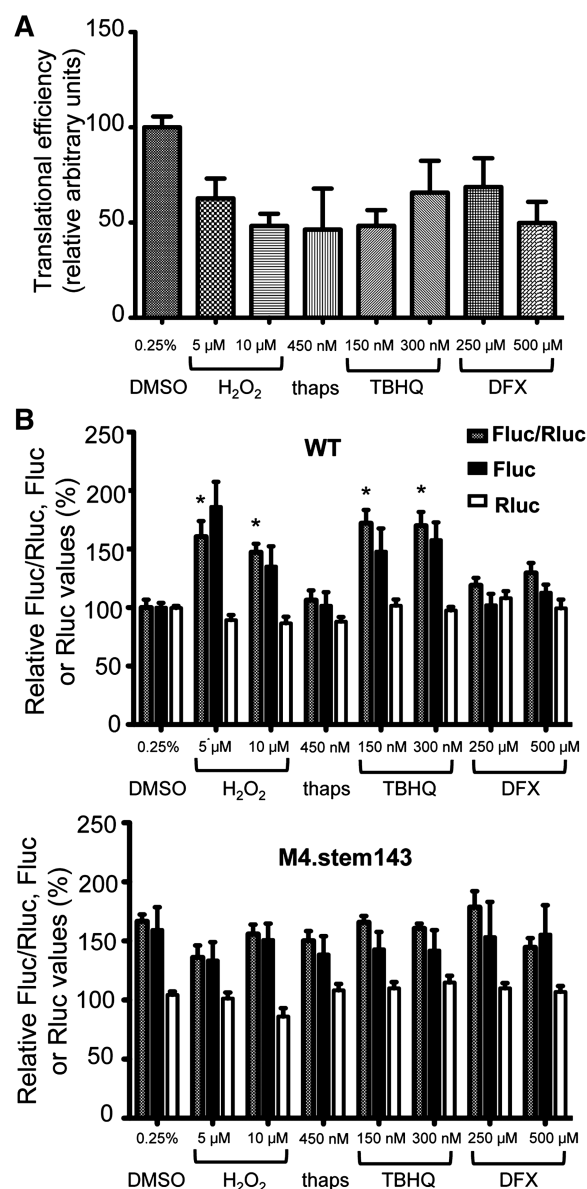 A
Translational efficiency
(relative arbitrary units)
150
100
50
0
0.25% 5 µM 10 µM 450 nM 150 nM 300 nM 250 µM 500 µM
DMSO H₂O₂ thaps TBHQ DFX
B
Relative Fluc/Rluc, Fluc
or Rluc values (%)
250
200
150
100
50
0
WT
Fluc/Rluc
Fluc
Rluc
* * * *
0.25% 5 µM 10 µM 450 nM 150 nM 300 nM 250 µM 500 µM
DMSO H₂O₂ thaps TBHQ DFX
Relative Fluc/Rluc, Fluc
or Rluc values (%)
250
200
150
100
50
0
M4.stem143
0.25% 5 µM 10 µM 450 nM 150 nM 300 nM 250 µM 500 µM
DMSO H₂O₂ thaps TBHQ DFX